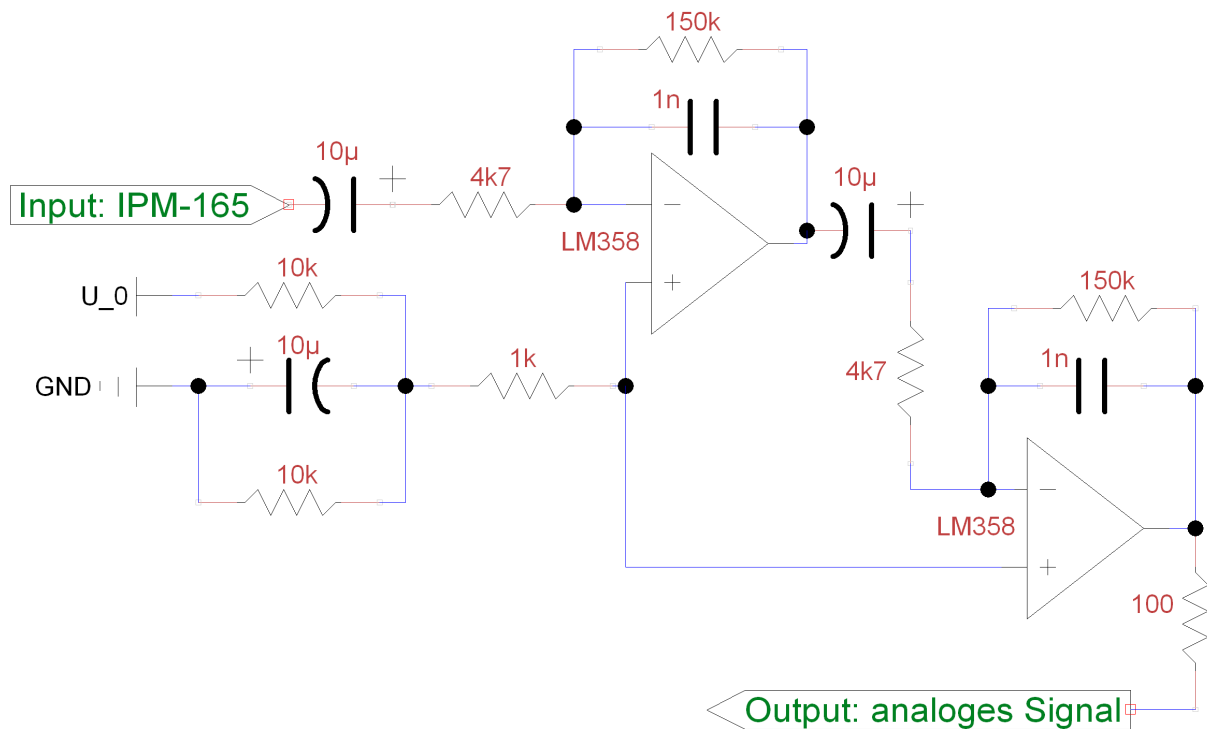 150k
1n
10µ
4k7
Input: IPM-165
LM358
10µ
10k
U_0
10µ
GND
1k
10k
4k7
150k
1n
LM358
100
Output: analoges Signal